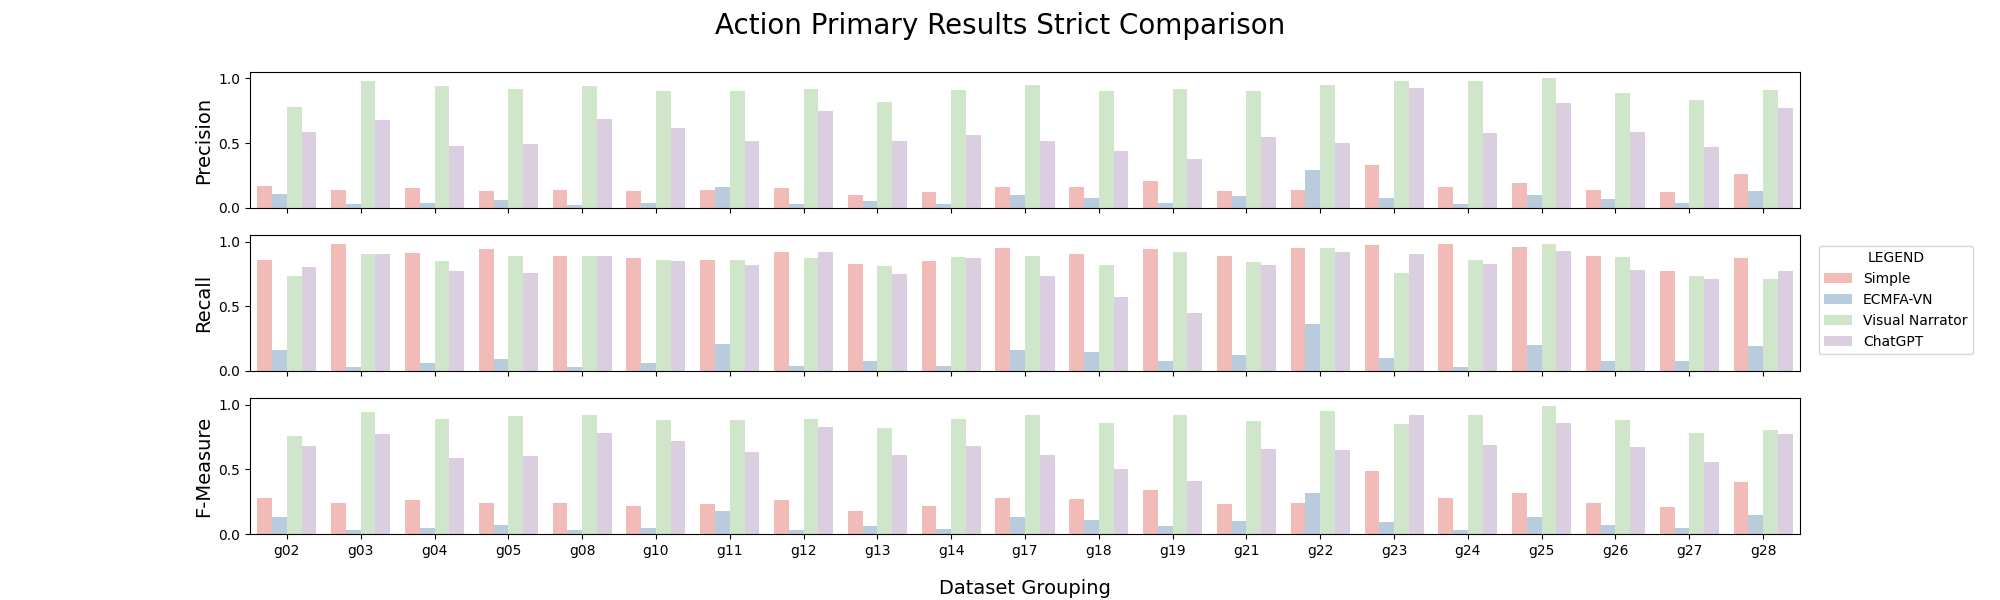 Action Primary Results Strict Comparison
Precision
1.0
0.5
0.0
Recall
1.0
0.5
0.0
LEGEND
Simple
ECMFA-VN
Visual Narrator
ChatGPT
F-Measure
1.0
0.5
0.0
g02 g03 g04 g05 g08 g10 g11 g12 g13 g14 g17 g18 g19 g21 g22 g23 g24 g25 g26 g27 g28
Dataset Grouping